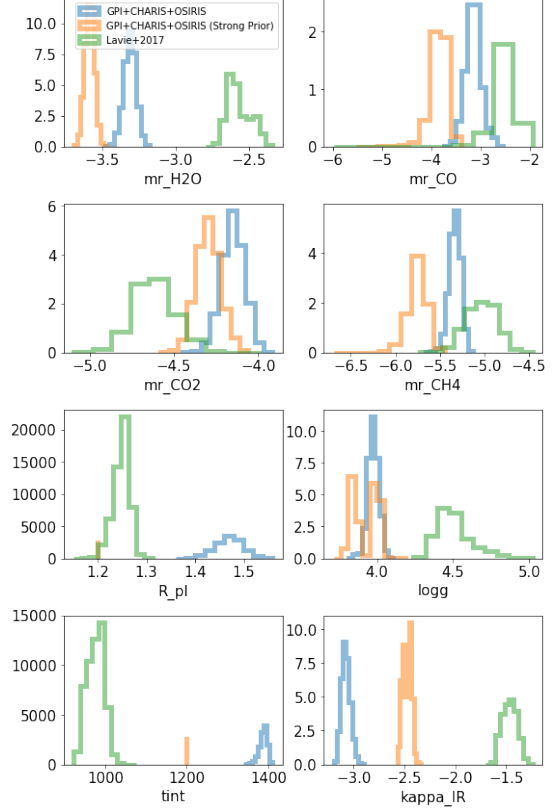 GPI+CHARIS+OSIRIS
GPI+CHARIS+OSIRIS (Strong Prior)
Lavie+2017
10.0
7.5
5.0
2.5
0.0
−3.5 −3.0 −2.5
mr_H2O
2
1
0
−6 −5 −4 −3 −2
mr_CO
6
4
2
0
−5.0 −4.5 −4.0
mr_CO2
4
2
0
−6.5 −6.0 −5.5 −5.0 −4.5
mr_CH4
20000
15000
10000
5000
0
1.2 1.3 1.4 1.5
R_pl
10.0
7.5
5.0
2.5
0.0
4.0 4.5 5.0
logg
15000
10000
5000
0
1000 1200 1400
tint
10.0
7.5
5.0
2.5
0.0
−3.0 −2.5 −2.0 −1.5
kappa_IR